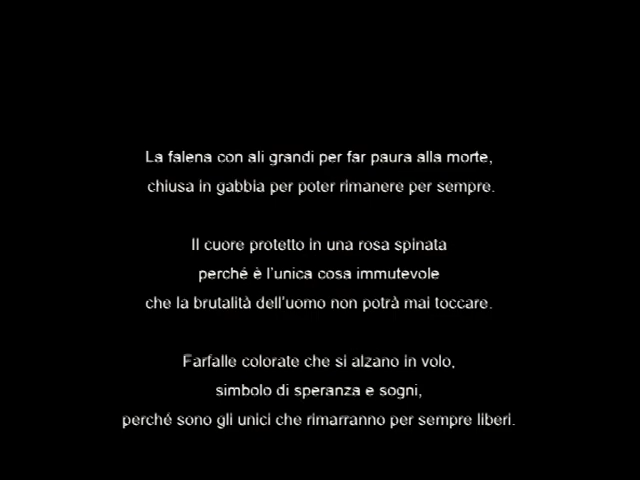 La falena con ali grandi per far paura alla morte,
chiusa in gabbia per poter rimanere per sempre.
Il cuore protetto in una rosa spinata
perché è l'unica cosa immutevole
che la brutalità dell'uomo non potrà mai toccare.
Farfalle colorate che si alzano in volo,
simbolo di speranza e sogni,
perché sono gli unici che rimarranno per sempre liberi.